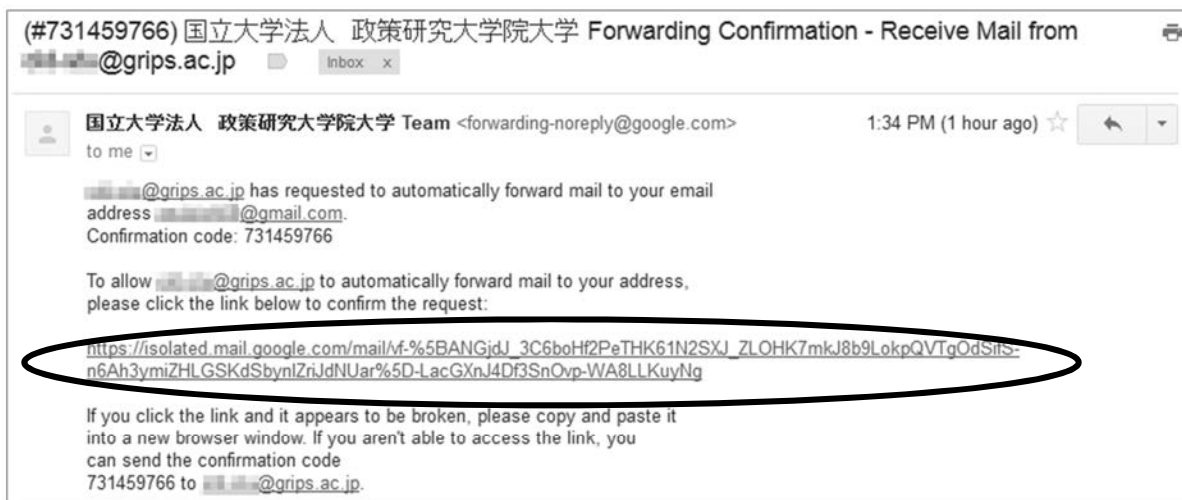 (#731459766) 国立大学法人 政策研究大学院大学 Forwarding Confirmation - Receive Mail from
@grips.ac.jp Inbox x
国立大学法人 政策研究大学院大学 Team <forwarding-noreply@google.com> 1:34 PM (1 hour ago)
to me
@grips.ac.jp has requested to automatically forward mail to your email
address @gmail.com.
Confirmation code: 731459766
To allow @grips.ac.jp to automatically forward mail to your address,
please click the link below to confirm the request:
https://isolated.mail.google.com/mail/vf-%5BANGjdJ_3C6boHf2PeTHK61N2SXJ_ZLOHK7mkJ8b9LokpQVTgOdSifS-
n6Ah3ymiZHLGSKdSbynlZriJdNUar%5D-LacGXnJ4Df3SnOvp-WA8LLKuyNg
If you click the link and it appears to be broken, please copy and paste it
into a new browser window. If you aren't able to access the link, you
can send the confirmation code
731459766 to @grips.ac.jp.